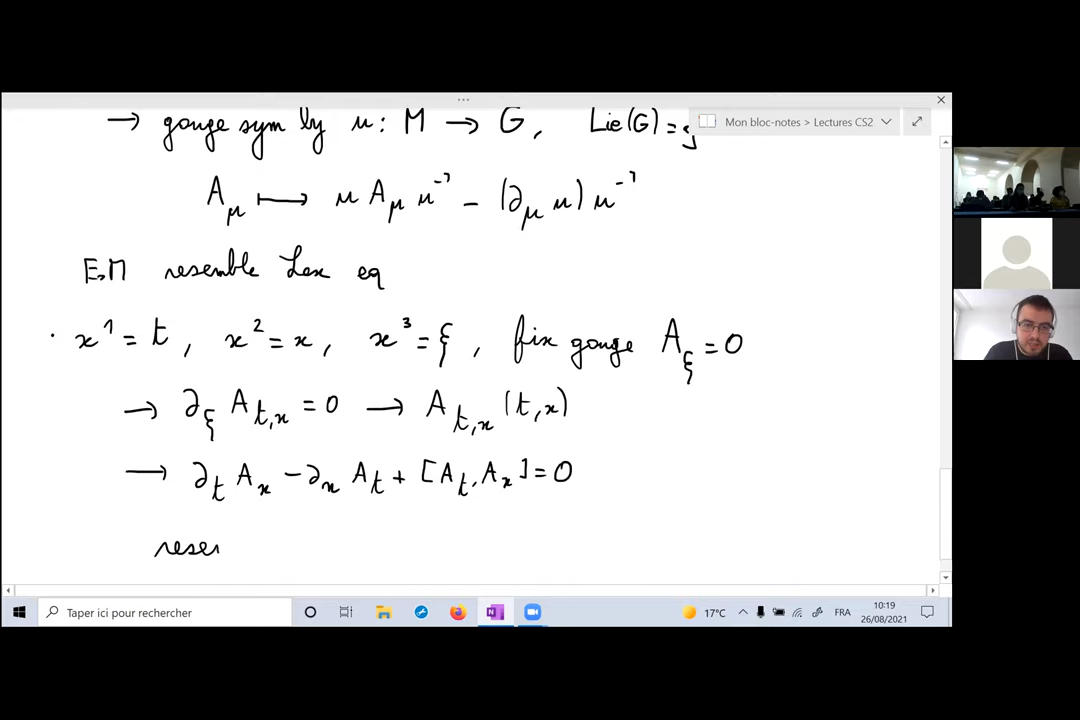 → gauge sym by u : M → G, Lie(G) = g
Mon bloc-notes > Lectures CS2
A_μ ⟼ u A_μ u⁻¹ - (∂_μ u) u⁻¹
E.M resemble Lax eq
· x¹ = t, x² = x, x³ = ξ, fix gauge A_ξ = 0
→ ∂_ξ A_{t,x} = 0 → A_{t,x} (t,x)
→ ∂_t A_x - ∂_x A_t + [A_t, A_x] = 0
rese
Taper ici pour rechercher
17°C
FRA
10:19
26/08/2021